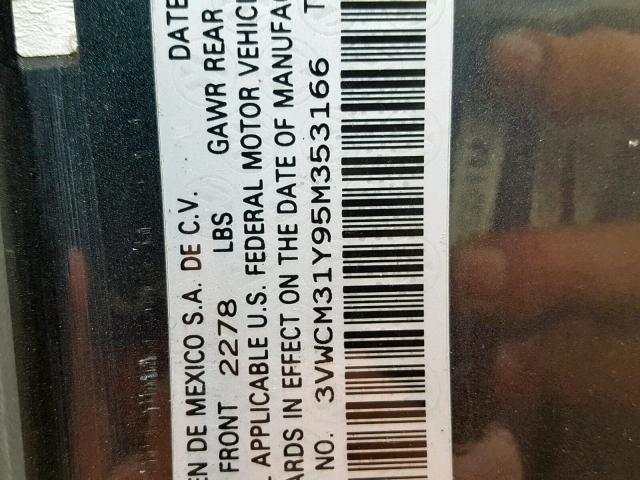 DATE
EN DE MEXICO S.A. DE C.V.
FRONT 2278 LBS GAWR REAR
APPLICABLE U.S. FEDERAL MOTOR VEHIC
ARDS IN EFFECT ON THE DATE OF MANUFAC
NO. 3VWCM31Y95M353166 T